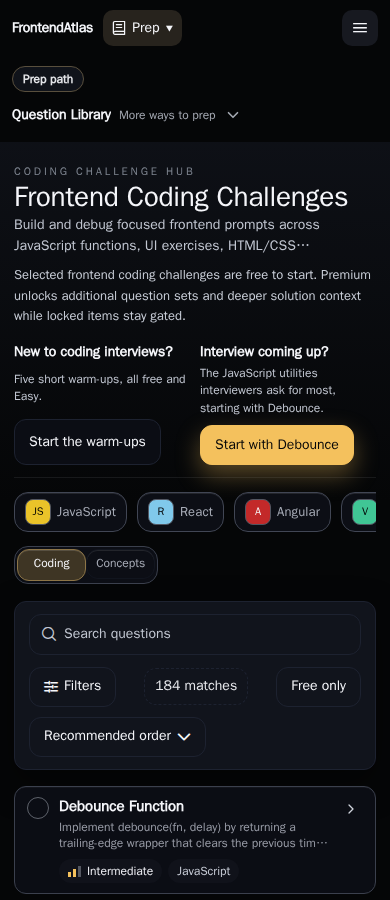 FrontendAtlas
Prep
Prep path
Question Library More ways to prep
CODING CHALLENGE HUB
Frontend Coding Challenges
Build and debug focused frontend prompts across
JavaScript functions, UI exercises, HTML/CSS⋯
Selected frontend coding challenges are free to start. Premium
unlocks additional question sets and deeper solution context
while locked items stay gated.
New to coding interviews?
Five short warm-ups, all free and
Easy.
Start the warm-ups
Interview coming up?
The JavaScript utilities
interviewers ask for most,
starting with Debounce.
Start with Debounce
JS JavaScript
R React
A Angular
V
Coding
Concepts
Search questions
Filters
184 matches
Free only
Recommended order
Debounce Function
Implement debounce(fn, delay) by returning a
trailing-edge wrapper that clears the previous tim⋯
Intermediate
JavaScript